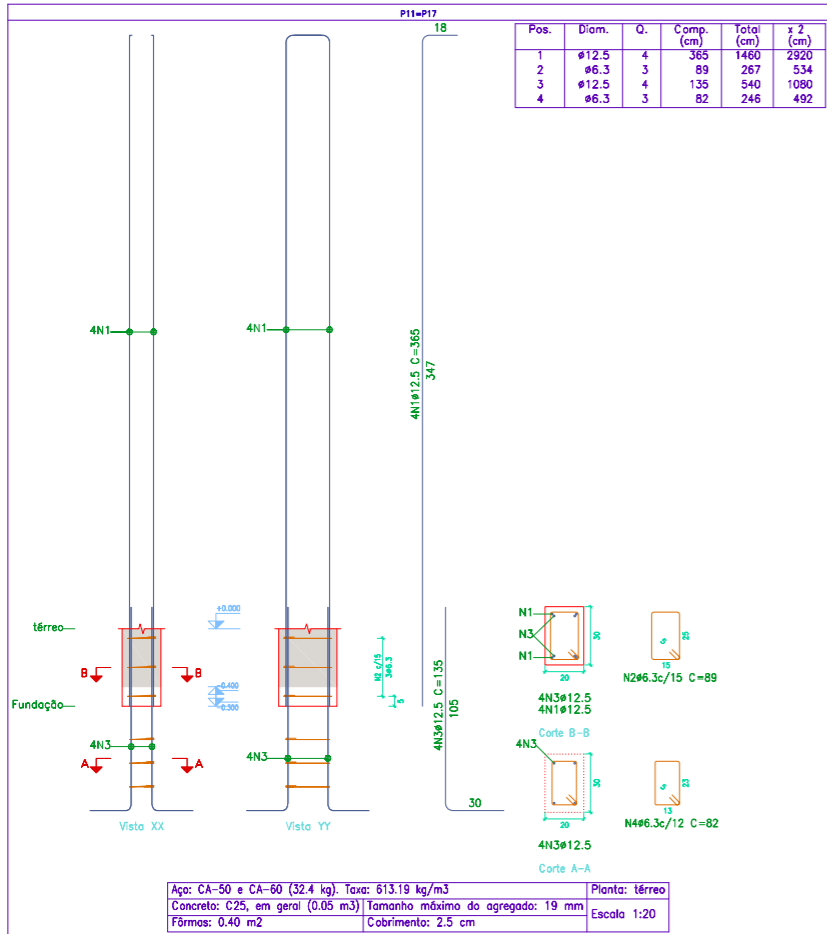 P11=P17
Pos. Diam. Q. Comp. (cm) Total (cm) x 2 (cm)
1 ø12.5 4 365 1460 2920
2 ø6.3 3 89 267 534
3 ø12.5 4 135 540 1080
4 ø6.3 3 82 246 492
18
4N1
4N1
4N1ø12.5 C=365
347
+0.000
térreo
B B
-0.400
-0.500
Fundação
N2 c/15
3ø6.3
5
4N3
A A
4N3
4N3ø12.5 C=135
105
30
Vista XX
Vista YY
N1
N3
N1
30
20
25
15
N2ø6.3c/15 C=89
4N3ø12.5
4N1ø12.5
Corte B-B
4N3
30
20
23
13
N4ø6.3c/12 C=82
4N3ø12.5
Corte A-A
Aço: CA-50 e CA-60 (32.4 kg). Taxa: 613.19 kg/m3
Planta: térreo
Concreto: C25, em geral (0.05 m3) Tamanho máximo do agregado: 19 mm
Escala 1:20
Fôrmas: 0.40 m2 Cobrimento: 2.5 cm